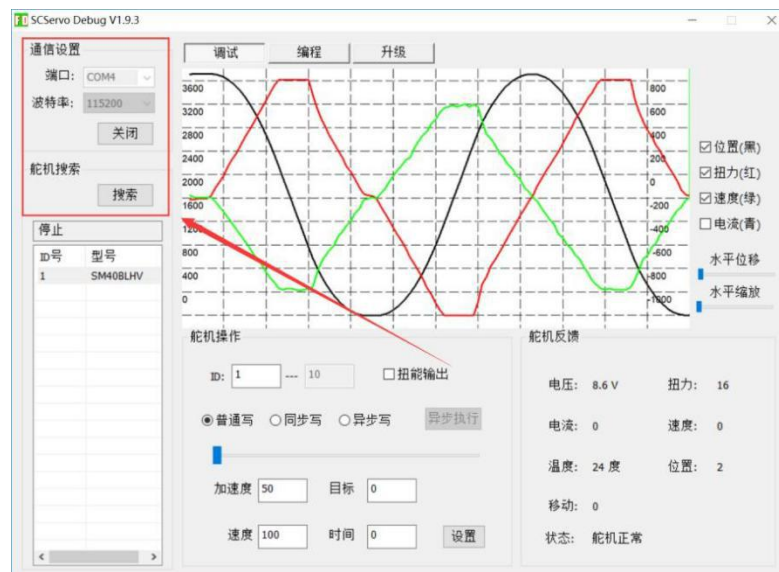 SCServo Debug V1.9.3
通信设置
端口: COM4
波特率: 115200
关闭
舵机搜索
搜索
停止
ID号 型号
1 SM40BLHV
调试 编程 升级
3600 800
3200 600
2800 400
2400 200
2000 0
1600 -200
1200 -400
800 -600
400 -800
0 -1000
位置(黑)
扭力(红)
速度(绿)
电流(青)
水平位移
水平缩放
舵机操作
ID: 1 --- 10 扭能输出
普通写 同步写 异步写 异步执行
加速度 50 目标 0
速度 100 时间 0 设置
舵机反馈
电压: 8.6 V 扭力: 16
电流: 0 速度: 0
温度: 24 度 位置: 2
移动: 0
状态: 舵机正常